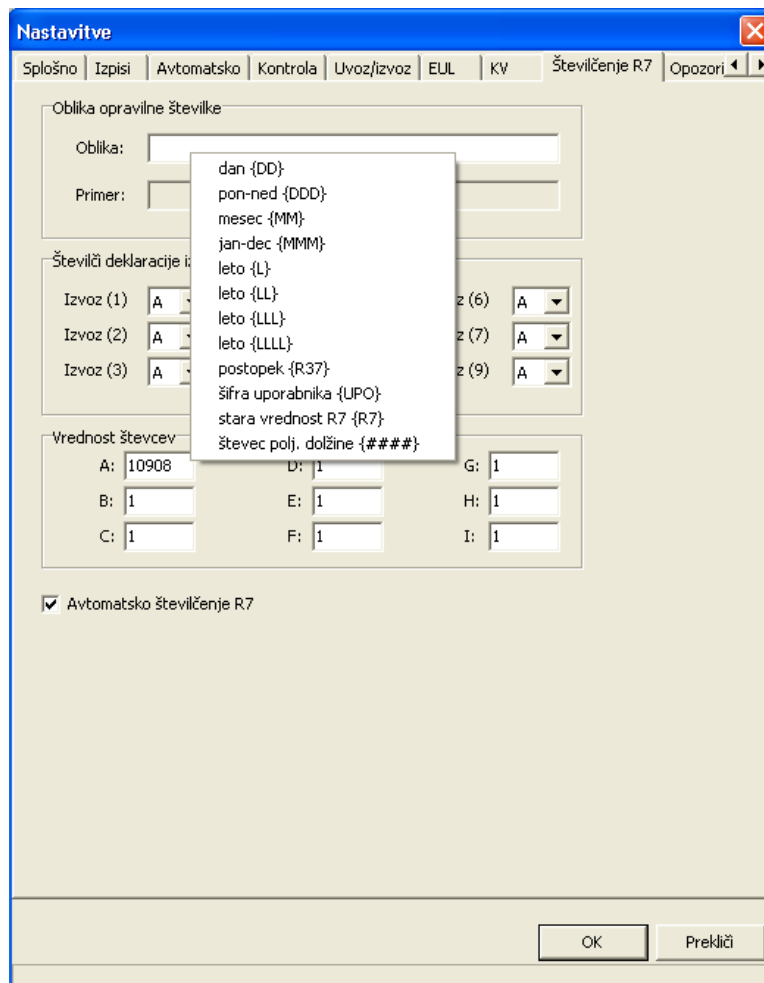 Nastavitve
Splošno Izpisi Avtomatsko Kontrola Uvoz/izvoz EUL KV Številčenje R7 Opozori
Oblika opravilne številke
Oblika:
Primer:
dan {DD}
pon-ned {DDD}
mesec {MM}
jan-dec {MMM}
leto {L}
leto {LL}
leto {LLL}
leto {LLLL}
postopek {R37}
šifra uporabnika {UPO}
stara vrednost R7 {R7}
števec polj. dolžine {####}
Številči deklaracije i
Izvoz (1) A z (6) A
Izvoz (2) A z (7) A
Izvoz (3) A z (9) A
Vrednost števcev
A: 10908 D: 1 G: 1
B: 1 E: 1 H: 1
C: 1 F: 1 I: 1
Avtomatsko številčenje R7
OK Prekliči